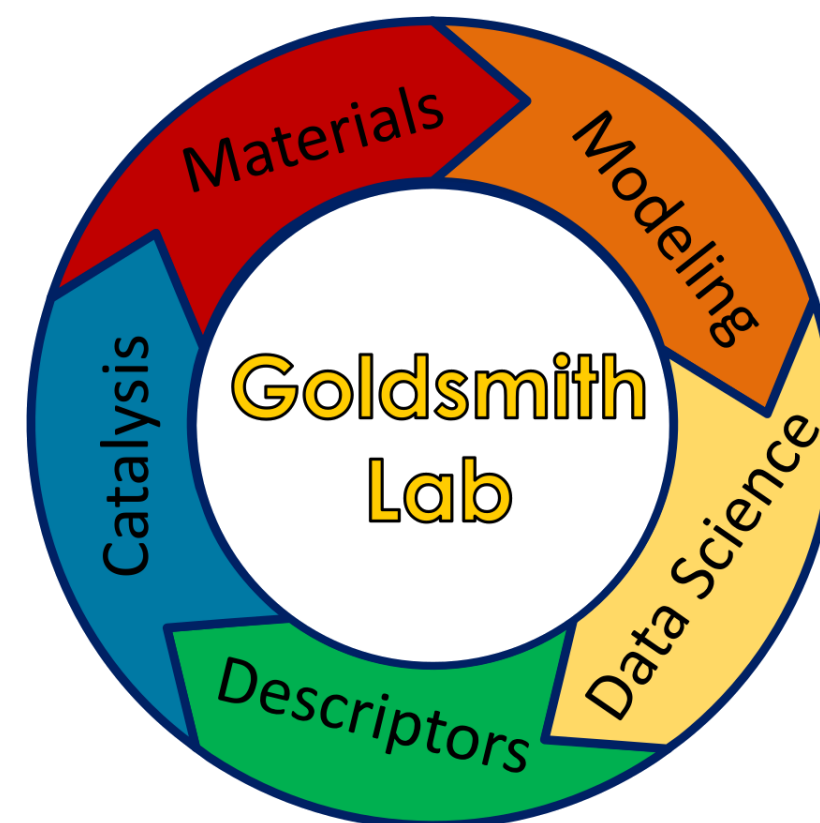 Materials
Modeling
Data Science
Descriptors
Catalysis
Goldsmith
Lab